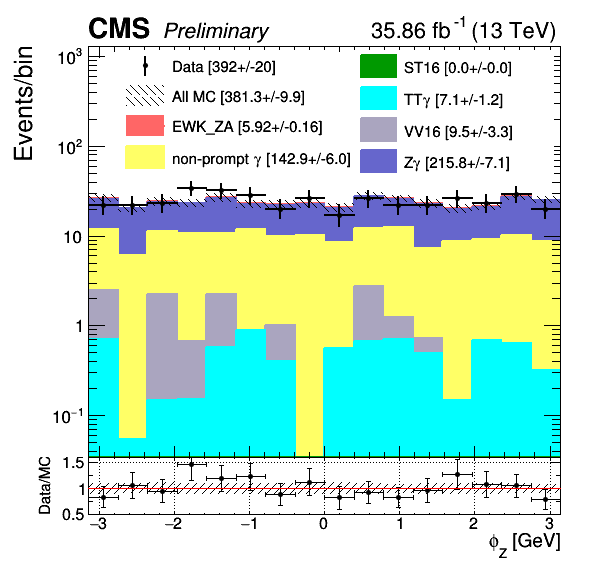 CMS Preliminary 35.86 fb⁻¹ (13 TeV)
Events/bin
Data [392+/-20]
All MC [381.3+/-9.9]
EWK_ZA [5.92+/-0.16]
non-prompt γ [142.9+/-6.0]
ST16 [0.0+/-0.0]
TTγ [7.1+/-1.2]
VV16 [9.5+/-3.3]
Zγ [215.8+/-7.1]
10³
10²
10
1
10⁻¹
Data/MC
1.5
1
0.5
−3 −2 −1 0 1 2 3
ϕ_Z [GeV]